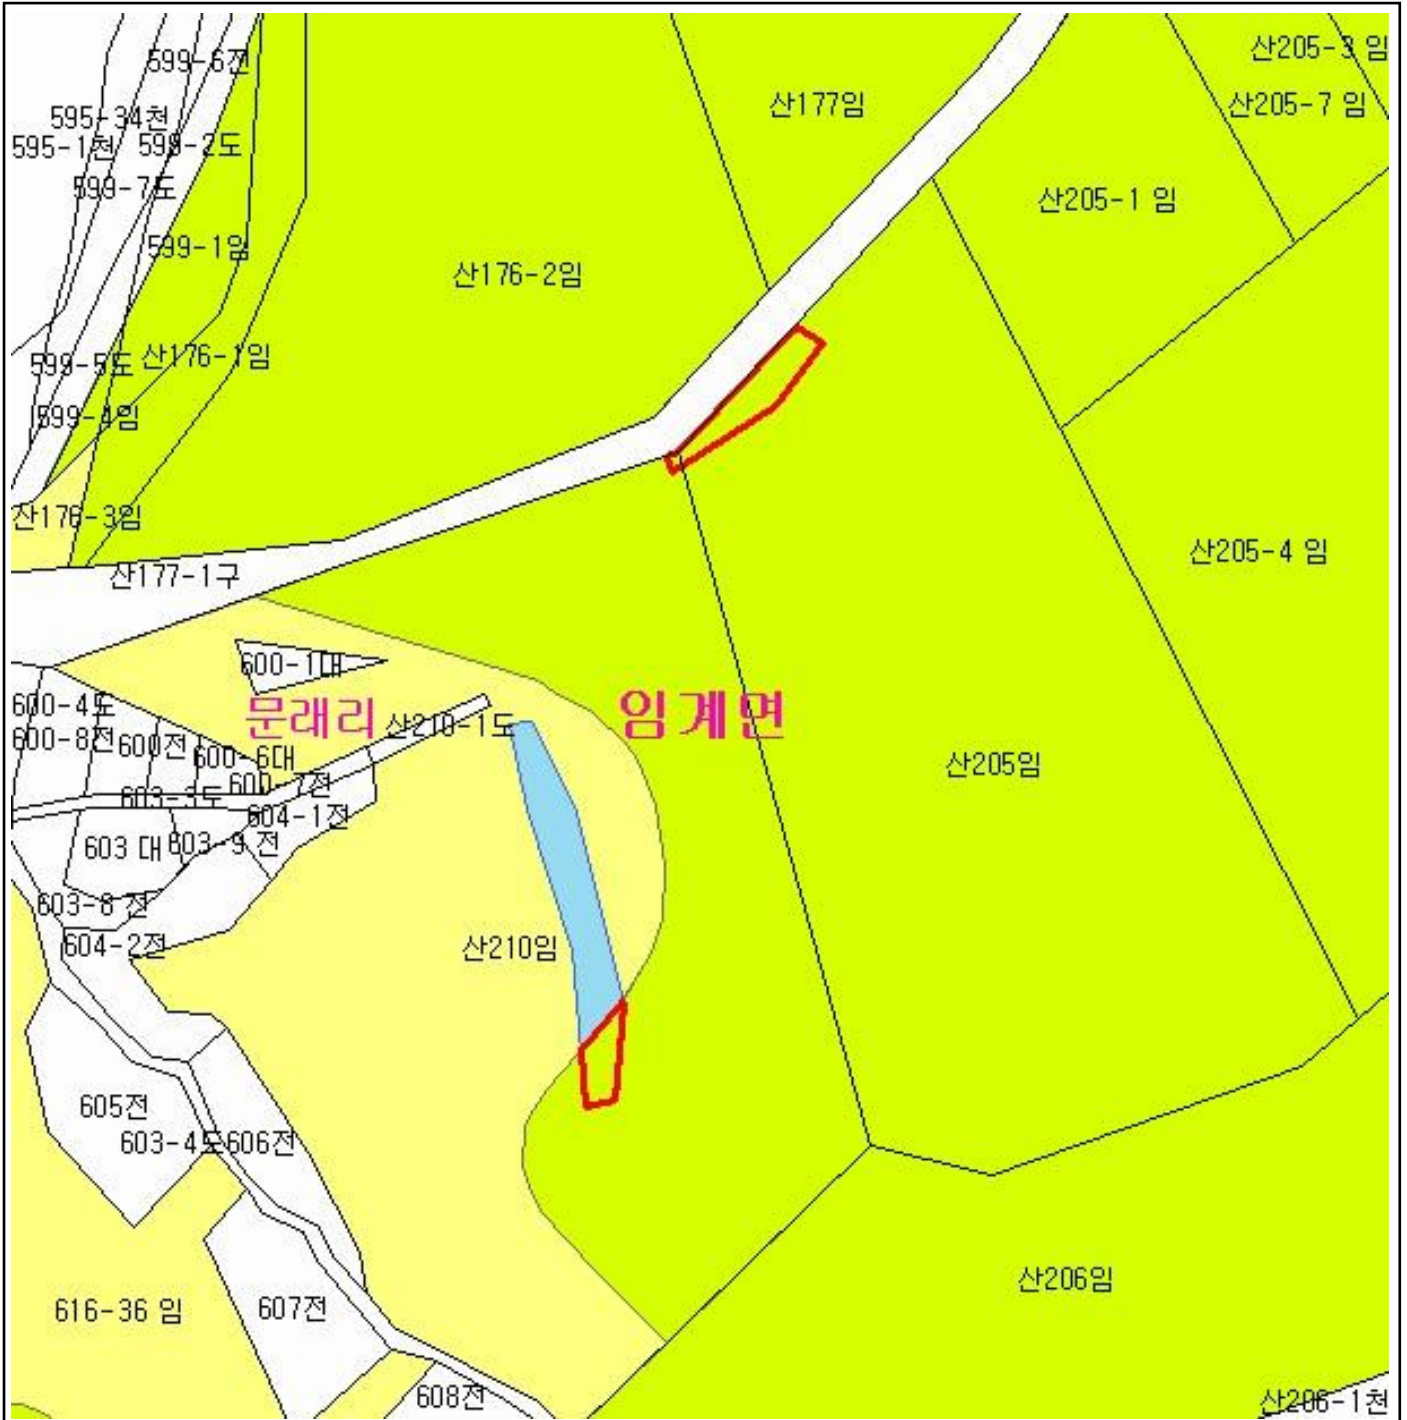 599-6전
산205-3 임
산177임
산205-7 임
595-34천
595-1천
599-2도
599-7도
산205-1 임
599-1임
산176-2임
산176-1임
599-5도
599-4임
산176-3임
산205-4 임
산177-1구
600-1대
600-4도
문래리
산210-1도
임계면
600-8전
600전
600-6대
산205임
600-7전
603-3도
604-1전
603 대
603-9 전
603-8 전
604-2전
산210임
605전
603-4도
606전
산206임
616-36 임
607전
608전
산206-1천